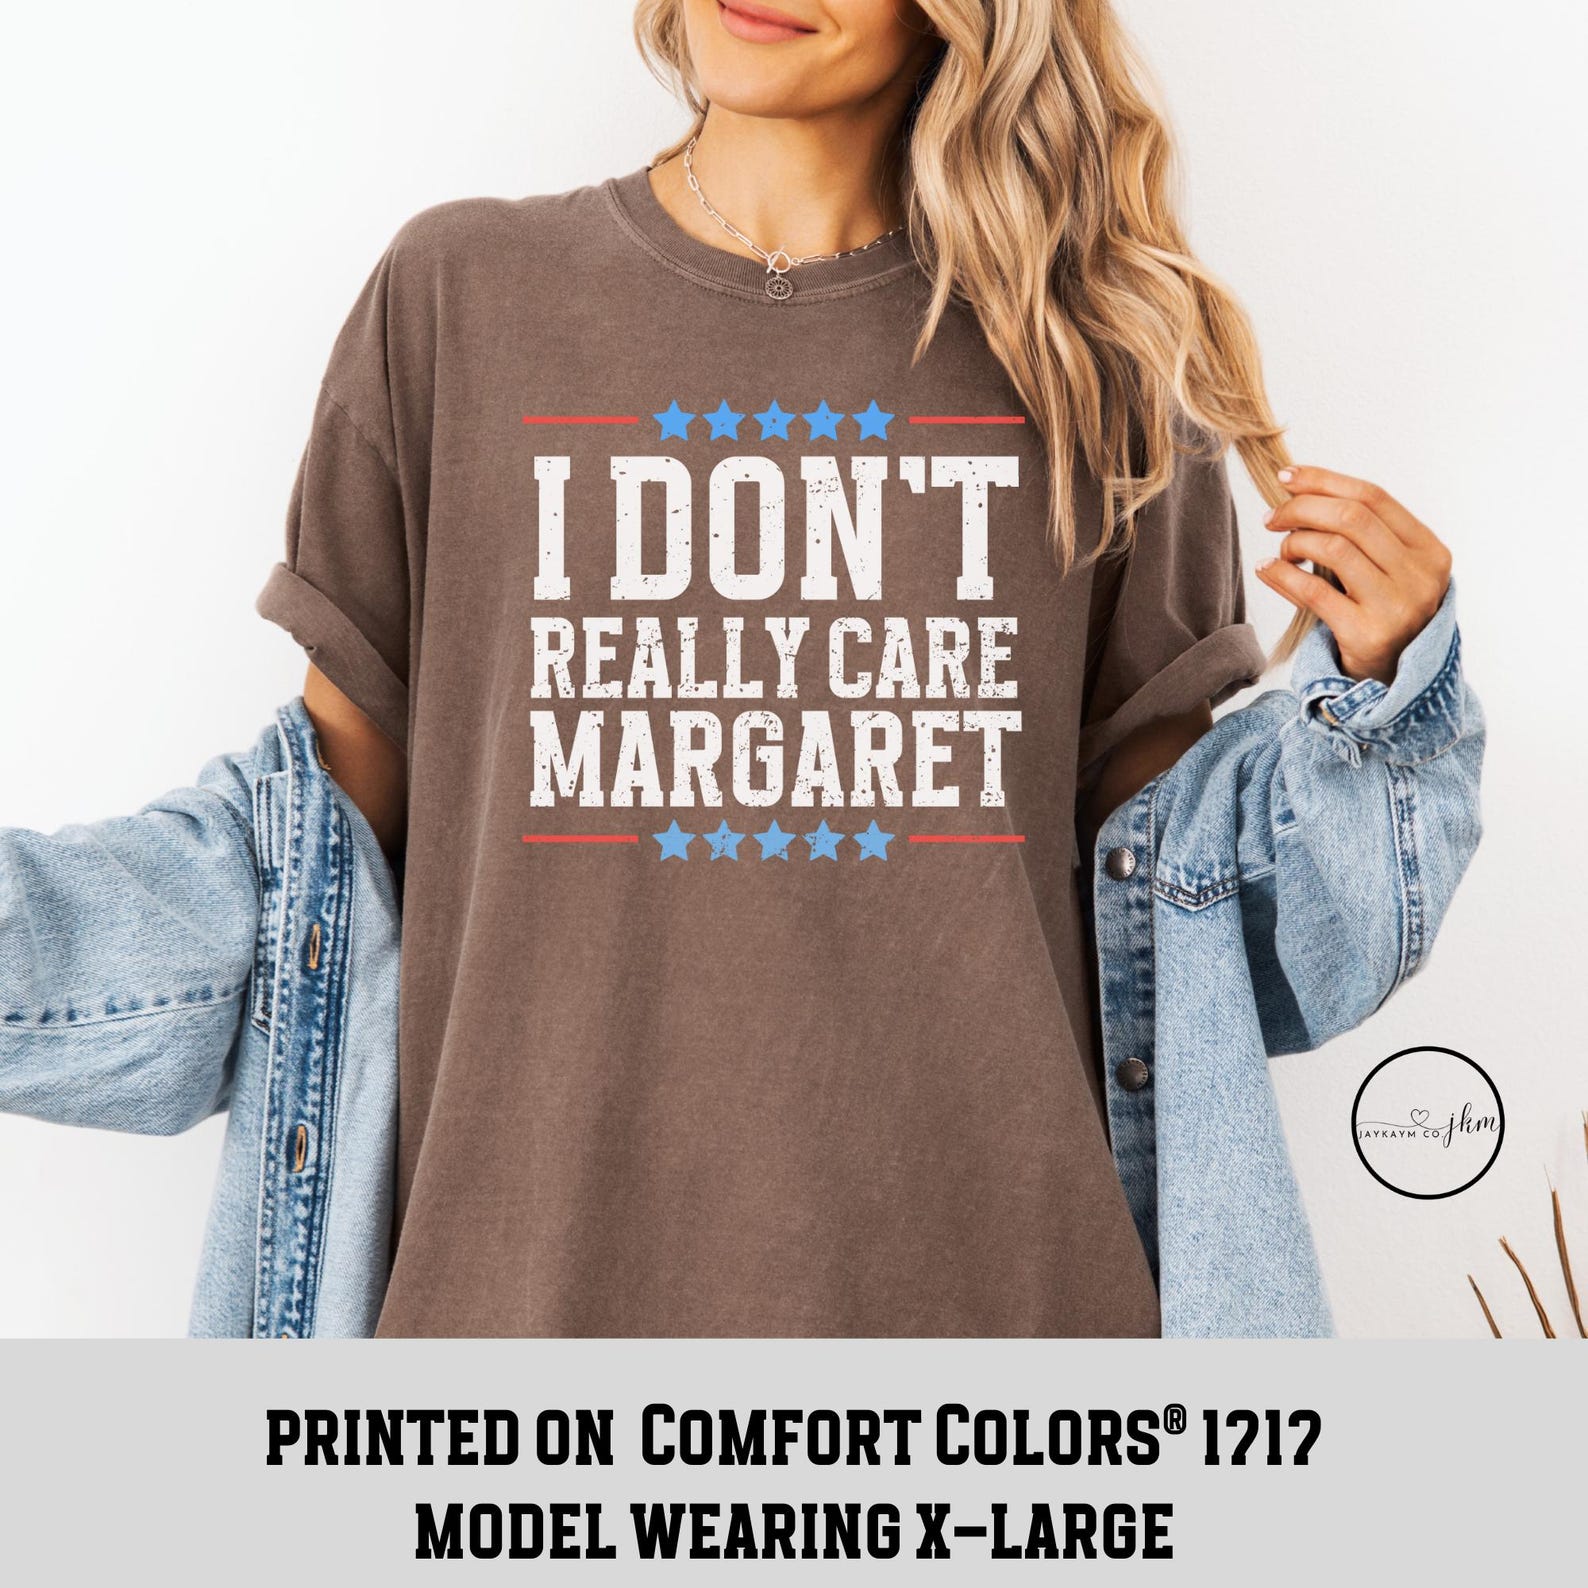 I DON'T
REALLY CARE
MARGARET
JAYKAYM CO. jkm
PRINTED ON COMFORT COLORS® 1717
MODEL WEARING X-LARGE